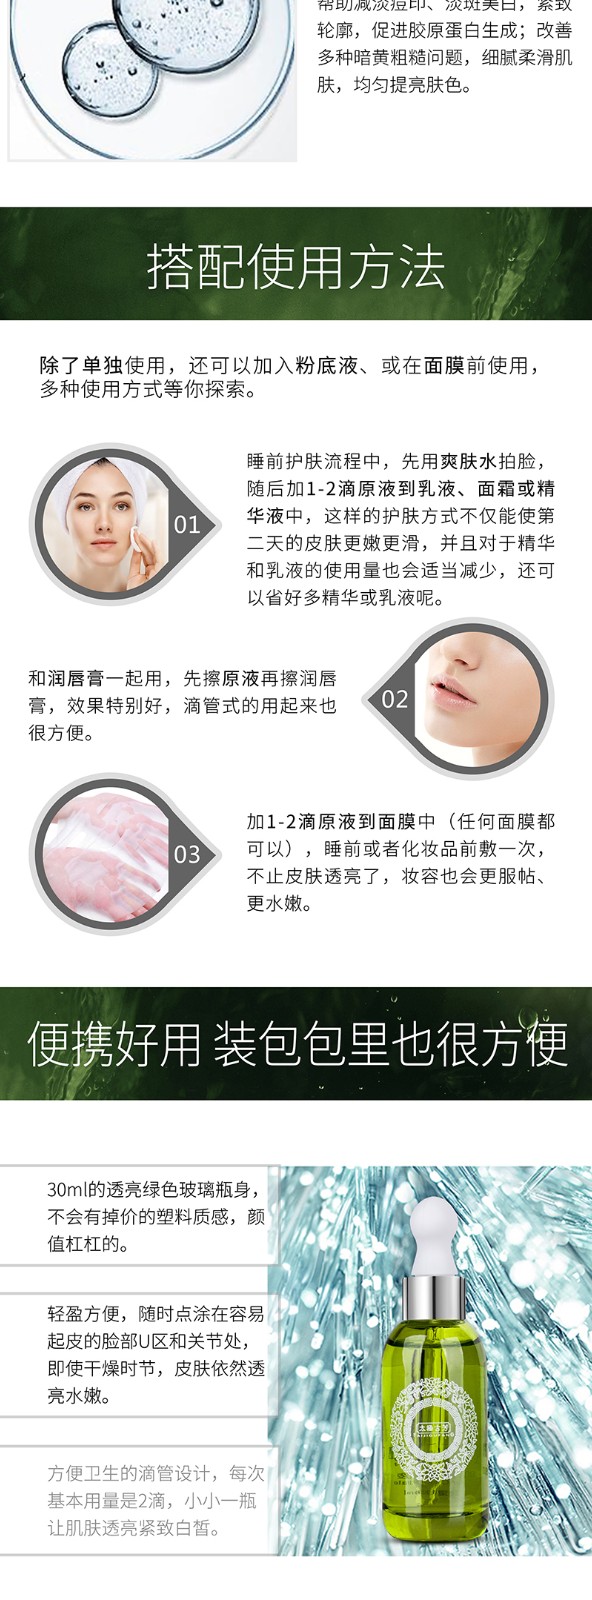 帮助减淡痘印、淡斑美白，紧致
轮廓，促进胶原蛋白生成；改善
多种暗黄粗糙问题，细腻柔滑肌
肤，均匀提亮肤色。
搭配使用方法
除了单独使用，还可以加入粉底液、或在面膜前使用，
多种使用方式等你探索。
01
睡前护肤流程中，先用爽肤水拍脸，
随后加1-2滴原液到乳液、面霜或精
华液中，这样的护肤方式不仅能使第
二天的皮肤更嫩更滑，并且对于精华
和乳液的使用量也会适当减少，还可
以省好多精华或乳液呢。
和润唇膏一起用，先擦原液再擦润唇
膏，效果特别好，滴管式的用起来也
很方便。
02
03
加1-2滴原液到面膜中（任何面膜都
可以），睡前或者化妆品前敷一次，
不止皮肤透亮了，妆容也会更服帖、
更水嫩。
便携好用 装包包里也很方便
30ml的透亮绿色玻璃瓶身，
不会有掉价的塑料质感，颜
值杠杠的。
轻盈方便，随时点涂在容易
起皮的脸部U区和关节处，
即使干燥时节，皮肤依然透
亮水嫩。
方便卫生的滴管设计，每次
基本用量是2滴，小小一瓶
让肌肤透亮紧致白皙。